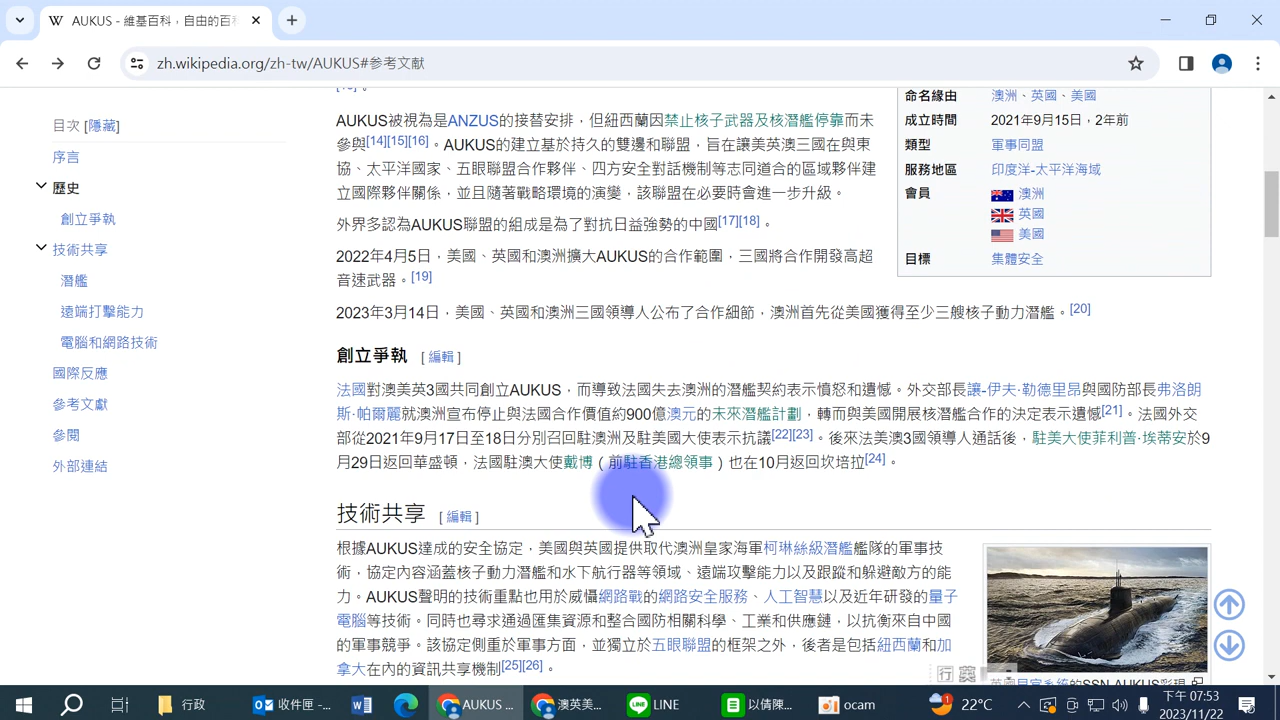 AUKUS - 維基百科，自由的百科
zh.wikipedia.org/zh-tw/AUKUS#参考文献
目次 [隱藏]
序言
歷史
創立爭執
技術共享
潛艦
遠端打擊能力
電腦和網路技術
國際反應
參考文獻
參閱
外部連結
AUKUS被視為是ANZUS的接替安排，但紐西蘭因禁止核子武器及核潛艦停靠而未
參與[14][15][16]。AUKUS的建立基於持久的雙邊和聯盟，旨在讓美英澳三國在與東
協、太平洋國家、五眼聯盟合作夥伴、四方安全對話機制等志同道合的區域夥伴建
立國際夥伴關係，並且隨著戰略環境的演變，該聯盟在必要時會進一步升級。
外界多認為AUKUS聯盟的組成是為了對抗日益強勢的中國[17][18]。
2022年4月5日，美國、英國和澳洲擴大AUKUS的合作範圍，三國將合作開發高超
音速武器。[19]
2023年3月14日，美國、英國和澳洲三國領導人公布了合作細節，澳洲首先從美國獲得至少三艘核子動力潛艦。[20]
命名緣由 澳洲、英國、美國
成立時間 2021年9月15日，2年前
類型 軍事同盟
服務地區 印度洋-太平洋海域
會員 澳洲
英國
美國
目標 集體安全
創立爭執 [編輯]
法國對澳美英3國共同創立AUKUS，而導致法國失去澳洲的潛艦契約表示憤怒和遺憾。外交部長讓-伊夫·勒德里昂與國防部長弗洛朗
斯·帕爾麗就澳洲宣布停止與法國合作價值約900億澳元的未來潛艦計劃，轉而與美國開展核潛艦合作的決定表示遺憾[21]。法國外交
部從2021年9月17日至18日分別召回駐澳洲及駐美國大使表示抗議[22][23]。後來法美澳3國領導人通話後，駐美大使菲利普·埃蒂安於9
月29日返回華盛頓，法國駐澳大使戴博（前駐香港總領事）也在10月返回坎培拉[24]。
技術共享 [編輯]
根據AUKUS達成的安全協定，美國與英國提供取代澳洲皇家海軍柯琳絲級潛艦艦隊的軍事技
術，協定內容涵蓋核子動力潛艦和水下航行器等領域、遠端攻擊能力以及跟蹤和躲避敵方的能
力。AUKUS聲明的技術重點也用於威懾網路戰的網路安全服務、人工智慧以及近年研發的量子
電腦等技術。同時也尋求通過匯集資源和整合國防相關科學、工業和供應鏈，以抗衡來自中國
的軍事競爭。該協定側重於軍事方面，並獨立於五眼聯盟的框架之外，後者是包括紐西蘭和加
拿大在內的資訊共享機制[25][26]。
行 英
行政
收件匣 -...
AUKUS ...
澳英美...
LINE
以倩陳...
ocam
22°C
下午 07:53
2023/11/22